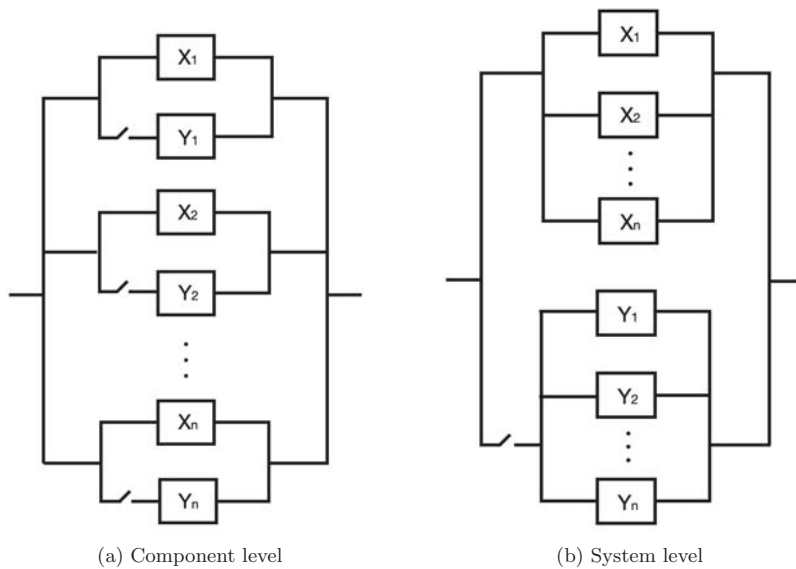 X1
Y1
X2
Y2
⋮
Xn
Yn
(a) Component level
X1
X2
⋮
Xn
Y1
Y2
⋮
Yn
(b) System level